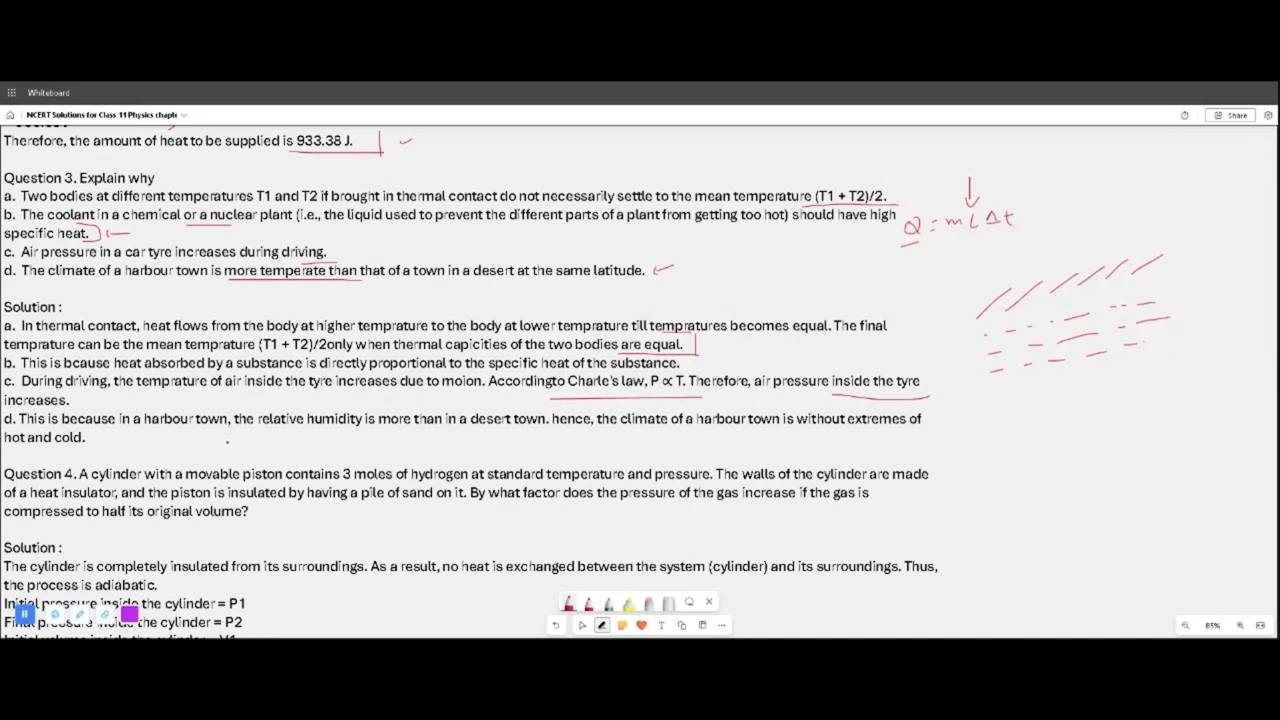 Whiteboard
NCERT Solutions for Class 11 Physics chapte
Share
Therefore, the amount of heat to be supplied is 933.38 J.
Question 3. Explain why
a. Two bodies at different temperatures T1 and T2 if brought in thermal contact do not necessarily settle to the mean temperature (T1 + T2)/2.
b. The coolant in a chemical or a nuclear plant (i.e., the liquid used to prevent the different parts of a plant from getting too hot) should have high
specific heat.
Q = m C Δt
c. Air pressure in a car tyre increases during driving.
d. The climate of a harbour town is more temperate than that of a town in a desert at the same latitude.
Solution :
a. In thermal contact, heat flows from the body at higher temprature to the body at lower temprature till tempratures becomes equal. The final
temprature can be the mean temprature (T1 + T2)/2only when thermal capicities of the two bodies are equal.
b. This is bcause heat absorbed by a substance is directly proportional to the specific heat of the substance.
c. During driving, the temprature of air inside the tyre increases due to moion. Accordingto Charle's law, P ∝ T. Therefore, air pressure inside the tyre
increases.
d. This is because in a harbour town, the relative humidity is more than in a desert town. hence, the climate of a harbour town is without extremes of
hot and cold.
Question 4. A cylinder with a movable piston contains 3 moles of hydrogen at standard temperature and pressure. The walls of the cylinder are made
of a heat insulator, and the piston is insulated by having a pile of sand on it. By what factor does the pressure of the gas increase if the gas is
compressed to half its original volume?
Solution :
The cylinder is completely insulated from its surroundings. As a result, no heat is exchanged between the system (cylinder) and its surroundings. Thus,
the process is adiabatic.
Initial pressure inside the cylinder = P1
Final pressure inside the cylinder = P2
85%